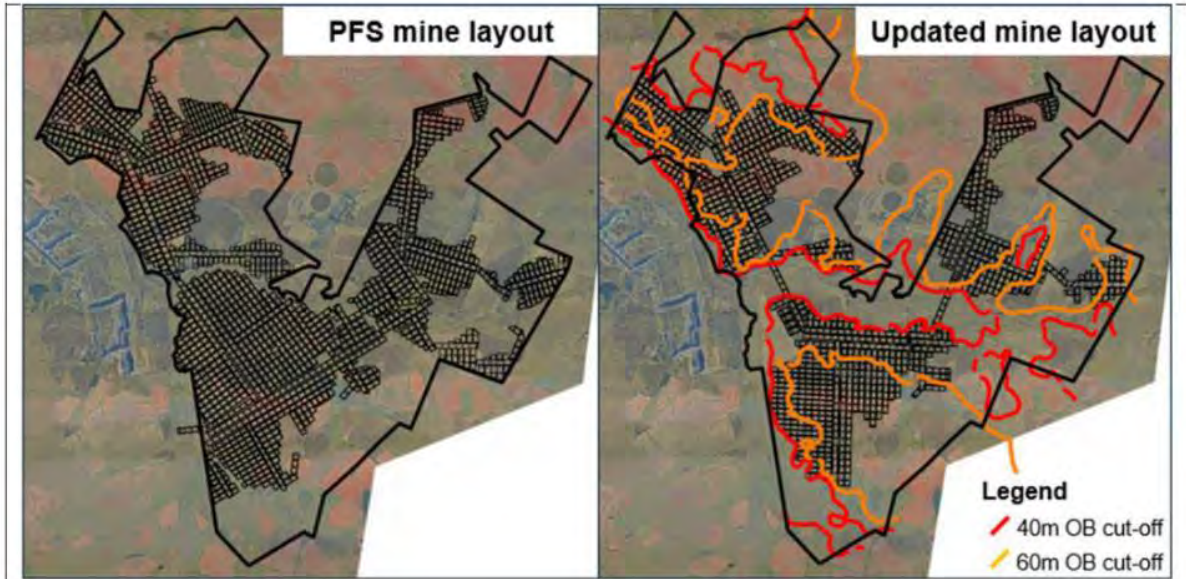 PFS mine layout
Updated mine layout
Legend
40m OB cut-off
60m OB cut-off